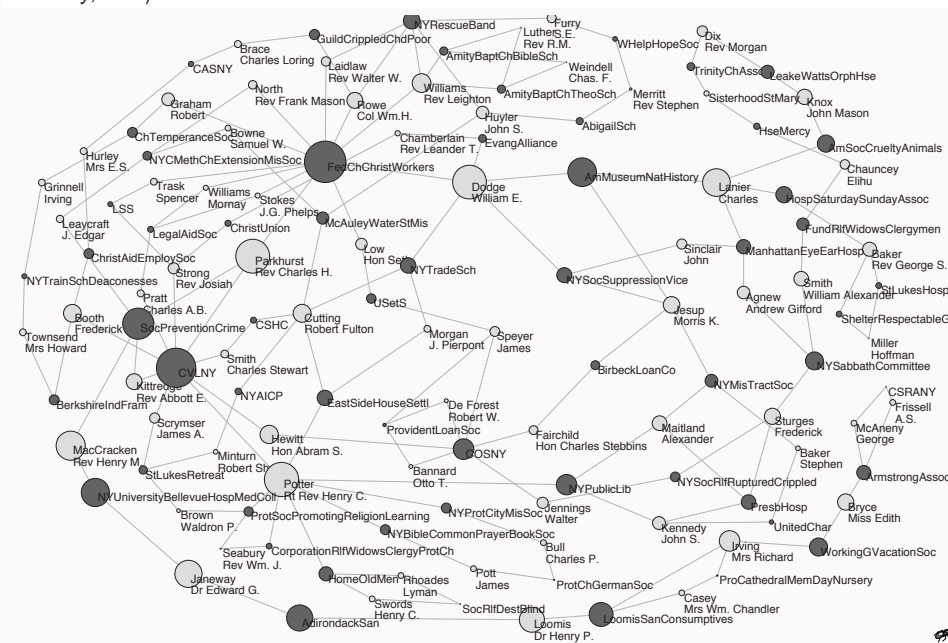 NYRescueBand
Furry
S.E.
Luther
Rev R.M.
GuildCrippledChdPoor
WHelpHopeSoc
Dix
Rev Morgan
Brace
Charles Loring
AmityBaptChBibleSch
CASNY
Laidlaw
Rev Walter W.
Weindell
Chas. F.
TrinityChAsso
LeakeWattsOrphHse
North
Rev Frank Mason
Williams
Rev Leighton
AmityBaptChTheoSch
Merritt
Rev Stephen
SisterhoodStMary
Knox
John Mason
Graham
Robert
Rowe
Col Wm.H.
Huyler
John S.
AbigailSch
HseMercy
ChTemperanceSoc
Bowne
Samuel W.
Chamberlain
Rev Leander T.
EvangAlliance
AmSocCrueltyAnimals
Hurley
Mrs E.S.
NYCMethChExtensionMisSoc
FedChChristWorkers
Chauncey
Elihu
AmMuseumNatHistory
Grinnell
Irving
Trask
Spencer
Williams
Mornay
Stokes
J.G. Phelps
Dodge
William E.
Lanier
Charles
HospSaturdaySundayAssoc
LSS
Leaycraft
J. Edgar
LegalAidSoc
ChristUnion
McAuleyWaterStMis
FundRlfWidowsClergymen
ChristAidEmploySoc
Parkhurst
Rev Charles H.
Low
Hon Seth
Sinclair
John
ManhattanEyeEarHosp
Baker
Rev George S.
NYTrainSchDeaconesses
Strong
Rev Josiah
NYTradeSch
NYSocSuppressionVice
Smith
William Alexander
StLukesHosp
Pratt
Charles A.B.
USetS
Agnew
Andrew Gifford
Booth
Frederick
SocPreventionCrime
CSHC
Cutting
Robert Fulton
Jesup
Morris K.
ShelterRespectableG
Townsend
Mrs Howard
Morgan
J. Pierpont
Speyer
James
Miller
Hoffman
Smith
Charles Stewart
CVLNY
BirbeckLoanCo
NYSabbathCommittee
Kittredge
Rev Abbott E.
NYAICP
NYMisTractSoc
CSRANY
BerkshireIndFram
EastSideHouseSettl
De Forest
Robert W.
Frissell
A.S.
Scrymser
James A.
ProvidentLoanSoc
Maitland
Alexander
Sturges
Frederick
McAneny
George
MacCracken
Rev Henry M.
Hewitt
Hon Abram S.
Fairchild
Hon Charles Stebbins
COSNY
Minturn
Robert Sh
Baker
Stephen
StLukesRetreat
Bannard
Otto T.
NYSocRlfRupturedCrippled
ArmstrongAssoc
NYUniversityBellevueHospMedColl
Potter
Rt Rev Henry C.
NYPublicLib
PresbHosp
Bryce
Miss Edith
Brown
Waldron P.
ProtSocPromotingReligionLearning
NYProtCityMisSoc
Jennings
Walter
Kennedy
John S.
UnitedChar
NYBibleCommonPrayerBookSoc
Irving
Mrs Richard
WorkingGVacationSoc
Seabury
Rev Wm. J.
CorporationRlfWidowsClergyProtCh
Bull
Charles P.
Janeway
Dr Edward G.
HomeOldMen
Rhoades
Lyman
Pott
James
ProtChGermanSoc
ProCathedralMemDayNursery
Swords
Henry C.
SocRlfDestBlind
Casey
Mrs Wm. Chandler
AdirondackSan
Loomis
Dr Henry P.
LoomisSanConsumptives